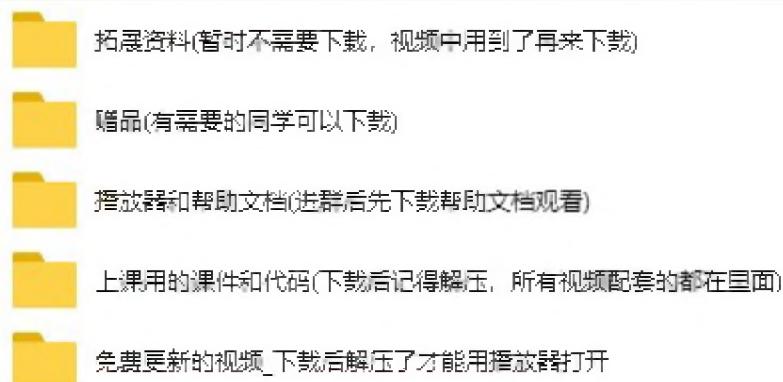 拓展资料(暂时不需要下载，视频中用到了再来下载)
赠品(有需要的同学可以下载)
播放器和帮助文档(进群后先下载帮助文档观看)
上课用的课件和代码(下载后记得解压，所有视频配套的都在里面)
免费更新的视频_下载后解压了才能用播放器打开